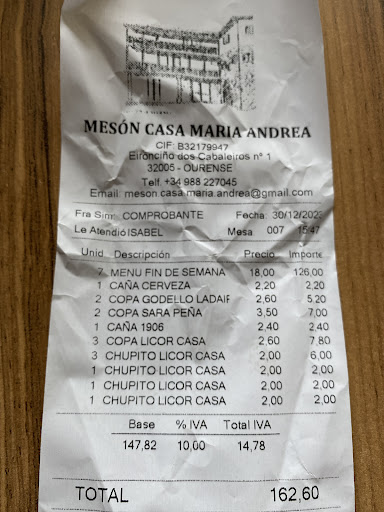 MESÓN CASA MARIA ANDREA
CIF: B32179947
Eironciño dos Cabaleiros nº 1
32005 - OURENSE
Telf. +34 988 227045
Email: meson.casa.maria.andrea@gmail.com
Fra Sim: COMPROBANTE Fecha: 30/12/202
Le Atendió ISABEL Mesa 007 15:47
Unid Descripción Precio Importe
7 MENU FIN DE SEMANA 18,00 126,00
1 CAÑA CERVEZA 2,20 2,20
2 COPA GODELLO LADAIF 2,60 5,20
2 COPA SARA PEÑA 3,50 7,00
1 CAÑA 1906 2,40 2,40
3 COPA LICOR CASA 2,60 7,80
3 CHUPITO LICOR CASA 2,00 6,00
1 CHUPITO LICOR CASA 2,00 2,00
1 CHUPITO LICOR CASA 2,00 2,00
1 CHUPITO LICOR CASA 2,00 2,00
Base % IVA Total IVA
147,82 10,00 14,78
TOTAL 162,60